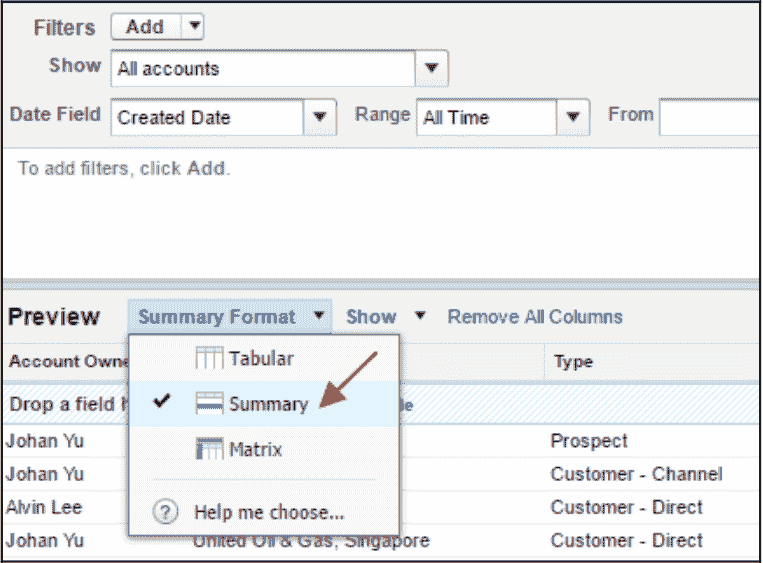 Filters Add
Show All accounts
Date Field Created Date Range All Time From
To add filters, click Add.
Preview Summary Format Show Remove All Columns
Account Owne Type
Tabular
Drop a field h
Summary
le
Johan Yu Prospect
Matrix
Johan Yu Customer - Channel
Alvin Lee Customer - Direct
Help me choose...
Johan Yu United Oil & Gas, Singapore Customer - Direct